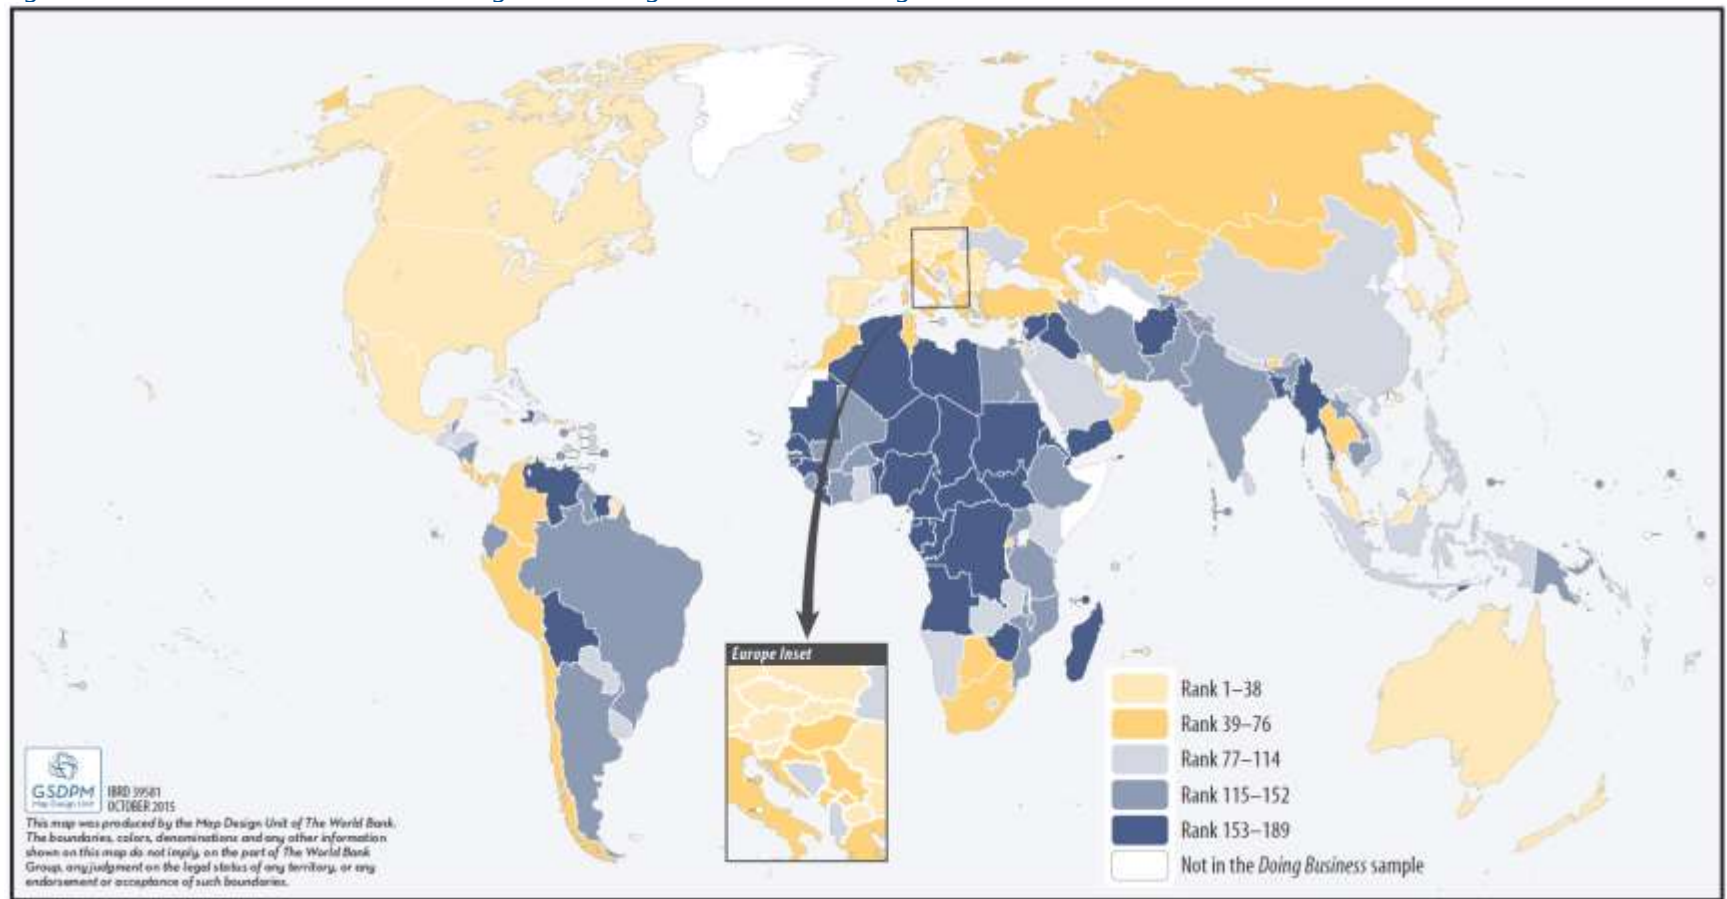 Europe Inset
Rank 1–38
Rank 39–76
Rank 77–114
Rank 115–152
Rank 153–189
Not in the Doing Business sample
GSDPM
Map Design Unit
IBRD 39581
OCTOBER 2015
This map was produced by the Map Design Unit of The World Bank.
The boundaries, colors, denominations and any other information
shown on this map do not imply, on the part of The World Bank
Group, any judgment on the legal status of any territory, or any
endorsement or acceptance of such boundaries.